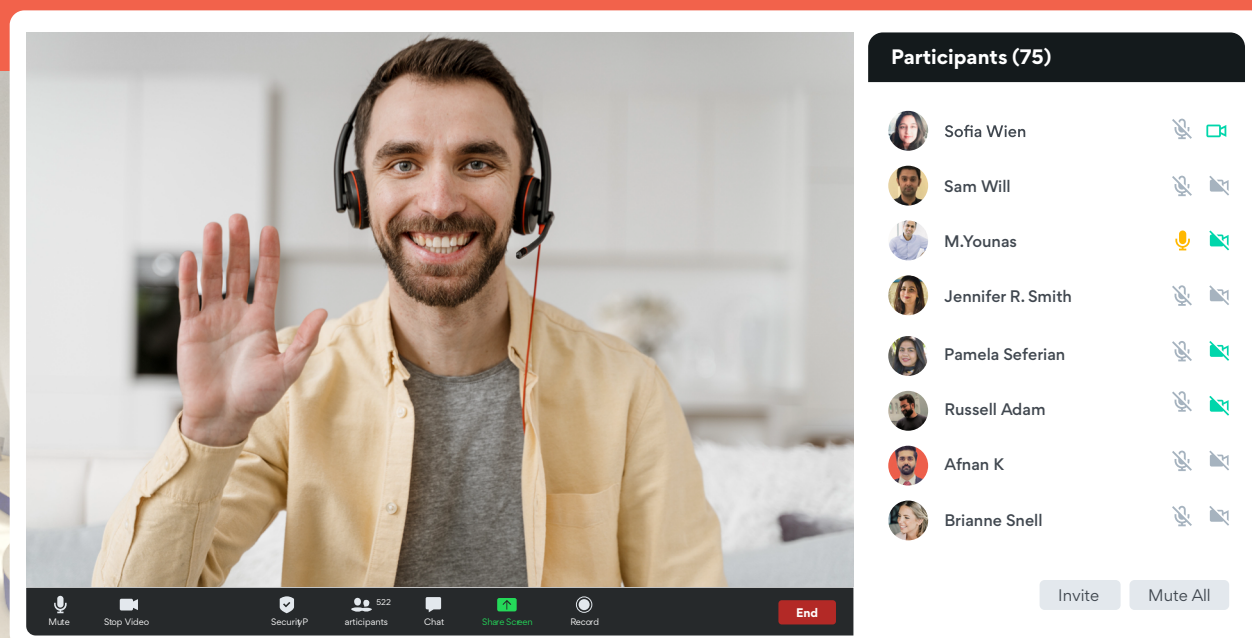 Participants (75)
Sofia Wien
Sam Will
M.Younas
Jennifer R. Smith
Pamela Seferian
Russell Adam
Afnan K
Brianne Snell
Invite
Mute All
Mute
Stop Video
SecurityP
articipants
522
Chat
Share Screen
Record
End